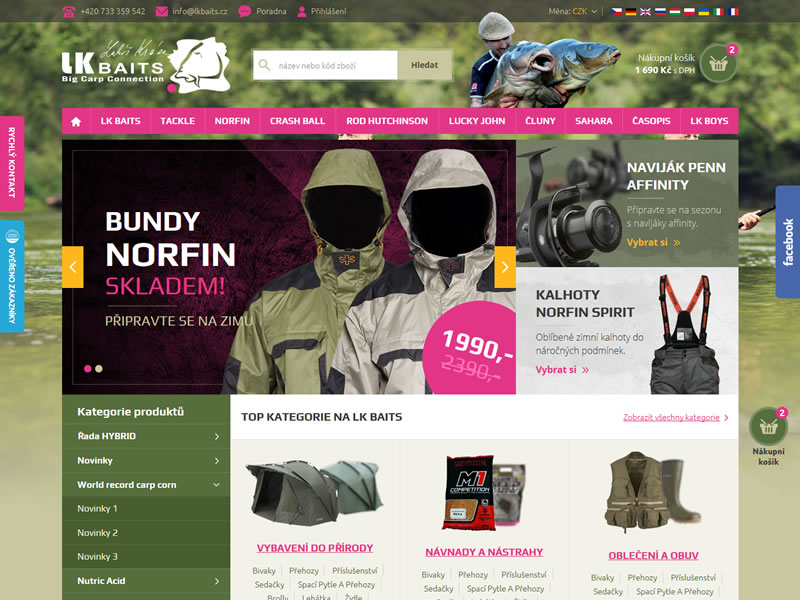 +420 733 359 542
info@lkbaits.cz
Poradna
Přihlášení
Měna: CZK
LK BAITS
Big Carp Connection
název nebo kód zboží
Hledat
Nákupní košík
1 690 Kč s DPH
2
LK BAITS
TACKLE
NORFIN
CRASH BALL
ROD HUTCHINSON
LUCKY JOHN
ČLUNY
SAHARA
ČASOPIS
LK BOYS
RYCHLÝ KONTAKT
OVĚŘENO ZÁKAZNÍKY
facebook
BUNDY
NORFIN
SKLADEM!
PŘIPRAVTE SE NA ZIMU
1990,-
2390,-
NAVIJÁK PENN
AFFINITY
Připravte se na sezonu
s navijáky affinity.
Vybrat si »
KALHOTY
NORFIN SPIRIT
Oblíbené zimní kalhoty do
náročných podmínek.
Vybrat si »
Kategorie produktů
Řada HYBRID
Novinky
World record carp corn
Novinky 1
Novinky 2
Novinky 3
Nutric Acid
TOP KATEGORIE NA LK BAITS
Zobrazit všechny kategorie
2
Nákupní
košík
M1
COMPETITION
VYBAVENÍ DO PŘÍRODY
Bivaky
Přehozy
Příslušenství
Sedačky
Spací Pytle A Přehozy
Brolly
Lehátka
Židle
NÁVNADY A NÁSTRAHY
Bivaky
Přehozy
Příslušenství
Sedačky
Spací Pytle A Přehozy
OBLEČENÍ A OBUV
Bivaky
Přehozy
Příslušenství
Sedačky
Spací Pytle A Přehozy